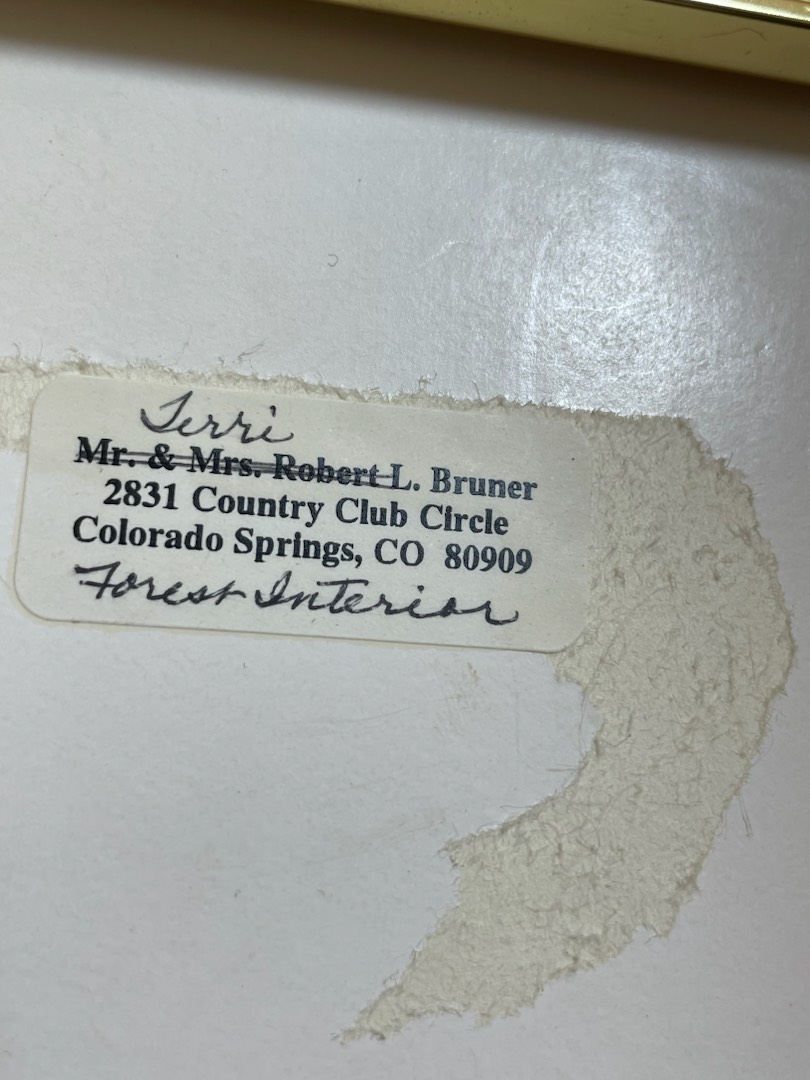 Terri
Mr. & Mrs. Robert L. Bruner
2831 Country Club Circle
Colorado Springs, CO 80909
Forest Interior